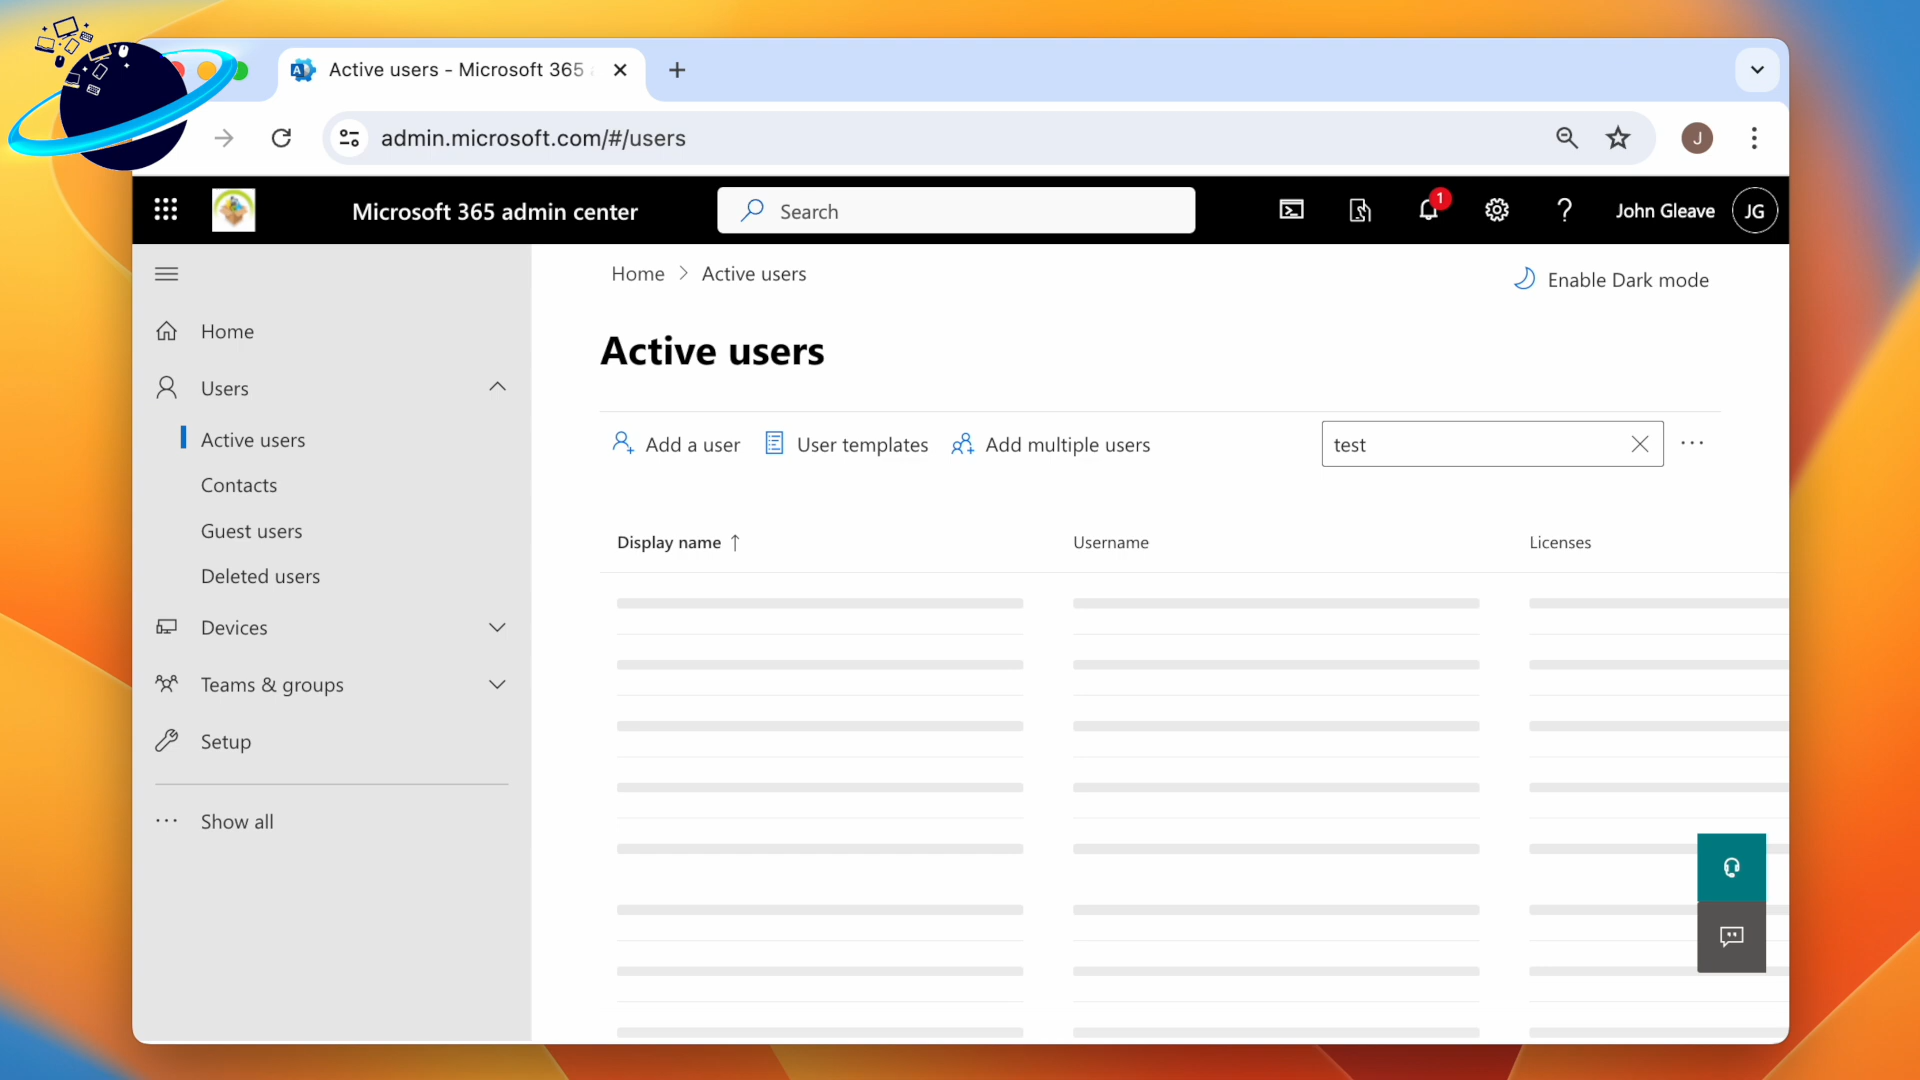 Active users - Microsoft 365
admin.microsoft.com/#/users
J
Microsoft 365 admin center
Search
1
John Gleave
JG
Home
Active users
Enable Dark mode
Home
Users
Active users
Contacts
Guest users
Deleted users
Devices
Teams & groups
Setup
Show all
Active users
Add a user
User templates
Add multiple users
test
Display name
Username
Licenses